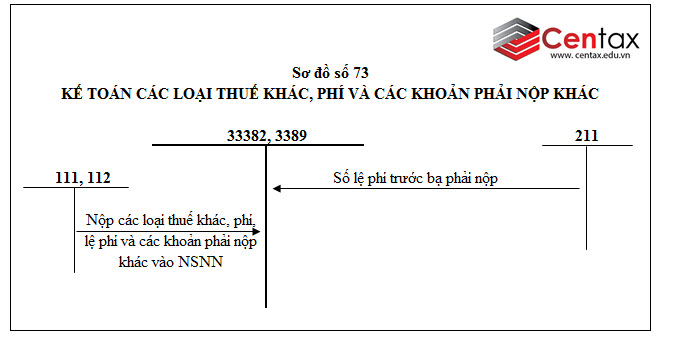 Centax
www. centax.edu.vn
Sơ đồ số 73
KẾ TOÁN CÁC LOẠI THUẾ KHÁC, PHÍ VÀ CÁC KHOẢN PHẢI NỘP KHÁC
33382, 3389
211
111, 112
Số lệ phí trước bạ phải nộp
Nộp các loại thuế khác, phí,
lệ phí và các khoản phải nộp
khác vào NSNN